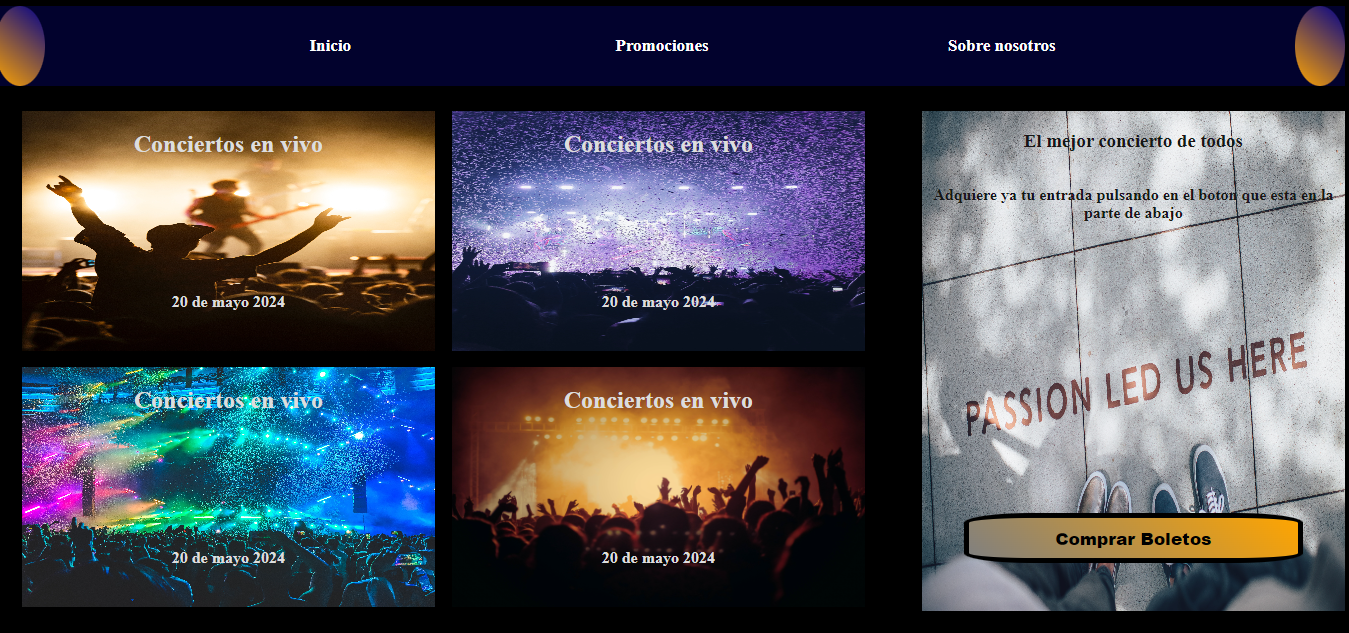 Inicio
Promociones
Sobre nosotros
Conciertos en vivo
20 de mayo 2024
Conciertos en vivo
20 de mayo 2024
Conciertos en vivo
20 de mayo 2024
Conciertos en vivo
20 de mayo 2024
El mejor concierto de todos
Adquiere ya tu entrada pulsando en el boton que esta en la
parte de abajo
PASSION LED US HERE
Comprar Boletos